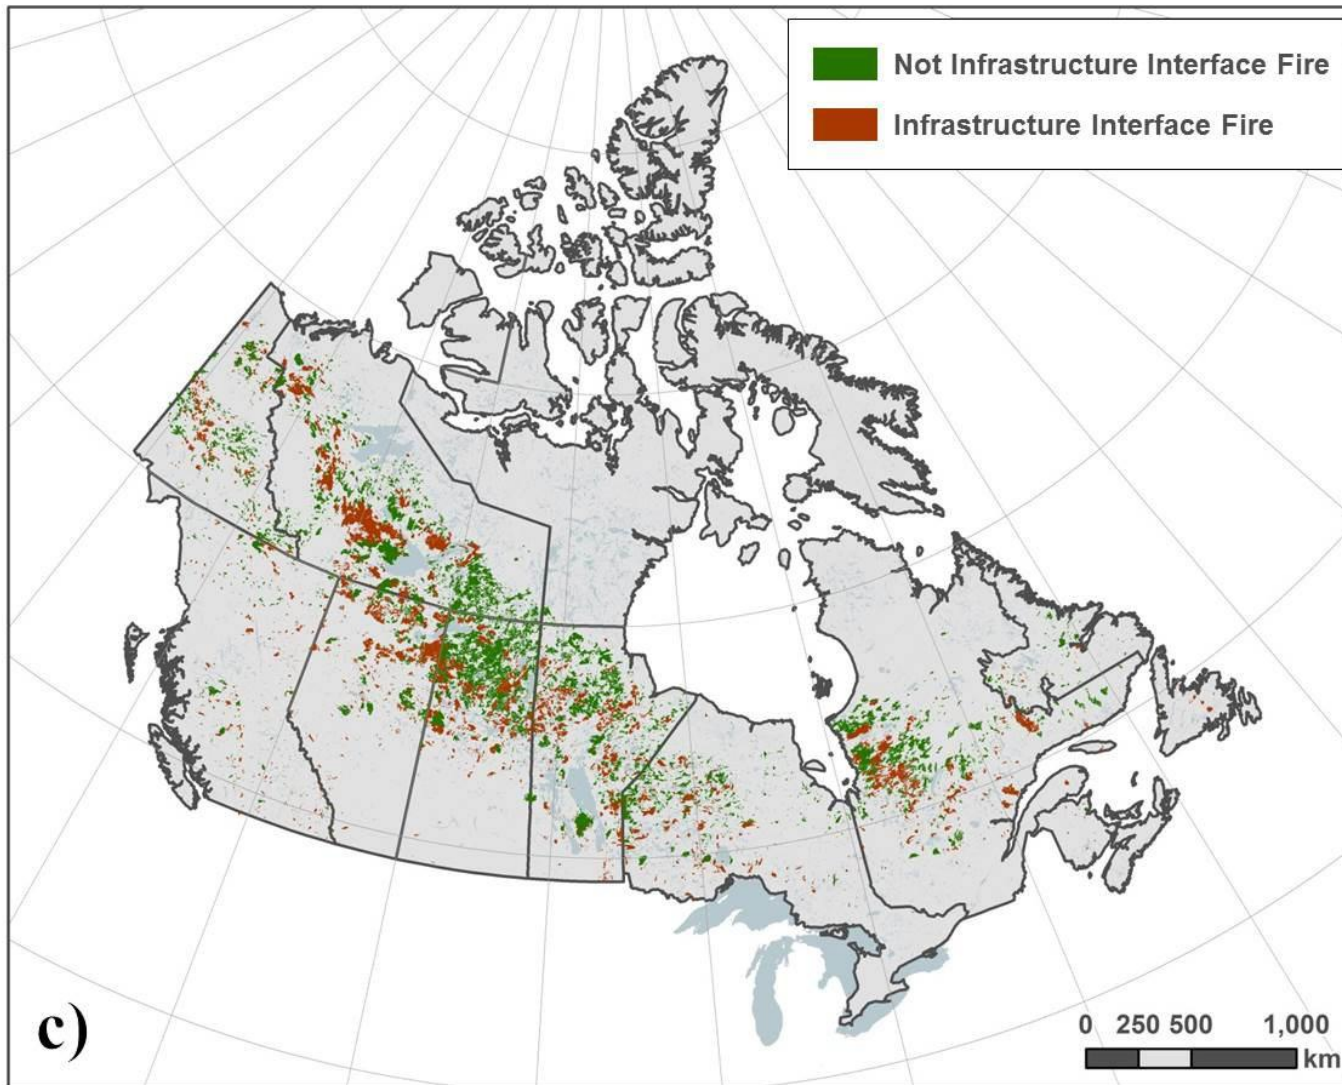 Not Infrastructure Interface Fire
Infrastructure Interface Fire
c)
0 250 500 1,000
km